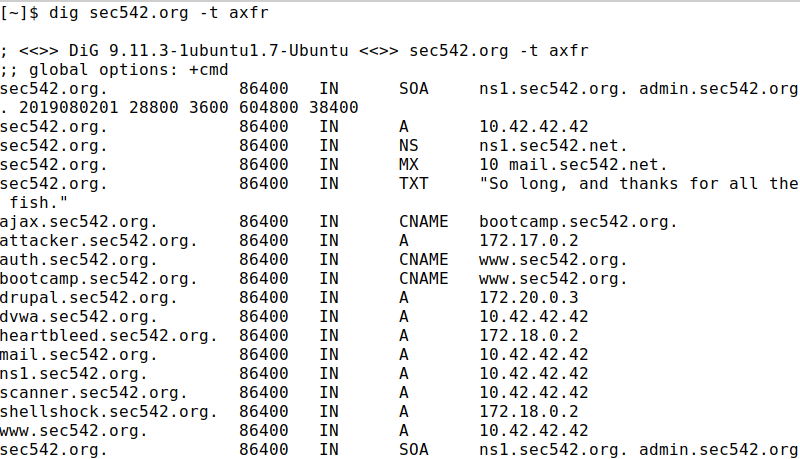 [~]$ dig sec542.org -t axfr
; <<>> DiG 9.11.3-1ubuntu1.7-Ubuntu <<>> sec542.org -t axfr
;; global options: +cmd
sec542.org. 86400 IN SOA ns1.sec542.org. admin.sec542.org
. 2019080201 28800 3600 604800 38400
sec542.org. 86400 IN A 10.42.42.42
sec542.org. 86400 IN NS ns1.sec542.net.
sec542.org. 86400 IN MX 10 mail.sec542.net.
sec542.org. 86400 IN TXT "So long, and thanks for all the
fish."
ajax.sec542.org. 86400 IN CNAME bootcamp.sec542.org.
attacker.sec542.org. 86400 IN A 172.17.0.2
auth.sec542.org. 86400 IN CNAME www.sec542.org.
bootcamp.sec542.org. 86400 IN CNAME www.sec542.org.
drupal.sec542.org. 86400 IN A 172.20.0.3
dvwa.sec542.org. 86400 IN A 10.42.42.42
heartbleed.sec542.org. 86400 IN A 172.18.0.2
mail.sec542.org. 86400 IN A 10.42.42.42
ns1.sec542.org. 86400 IN A 10.42.42.42
scanner.sec542.org. 86400 IN A 10.42.42.42
shellshock.sec542.org. 86400 IN A 172.18.0.2
www.sec542.org. 86400 IN A 10.42.42.42
sec542.org. 86400 IN SOA ns1.sec542.org. admin.sec542.org